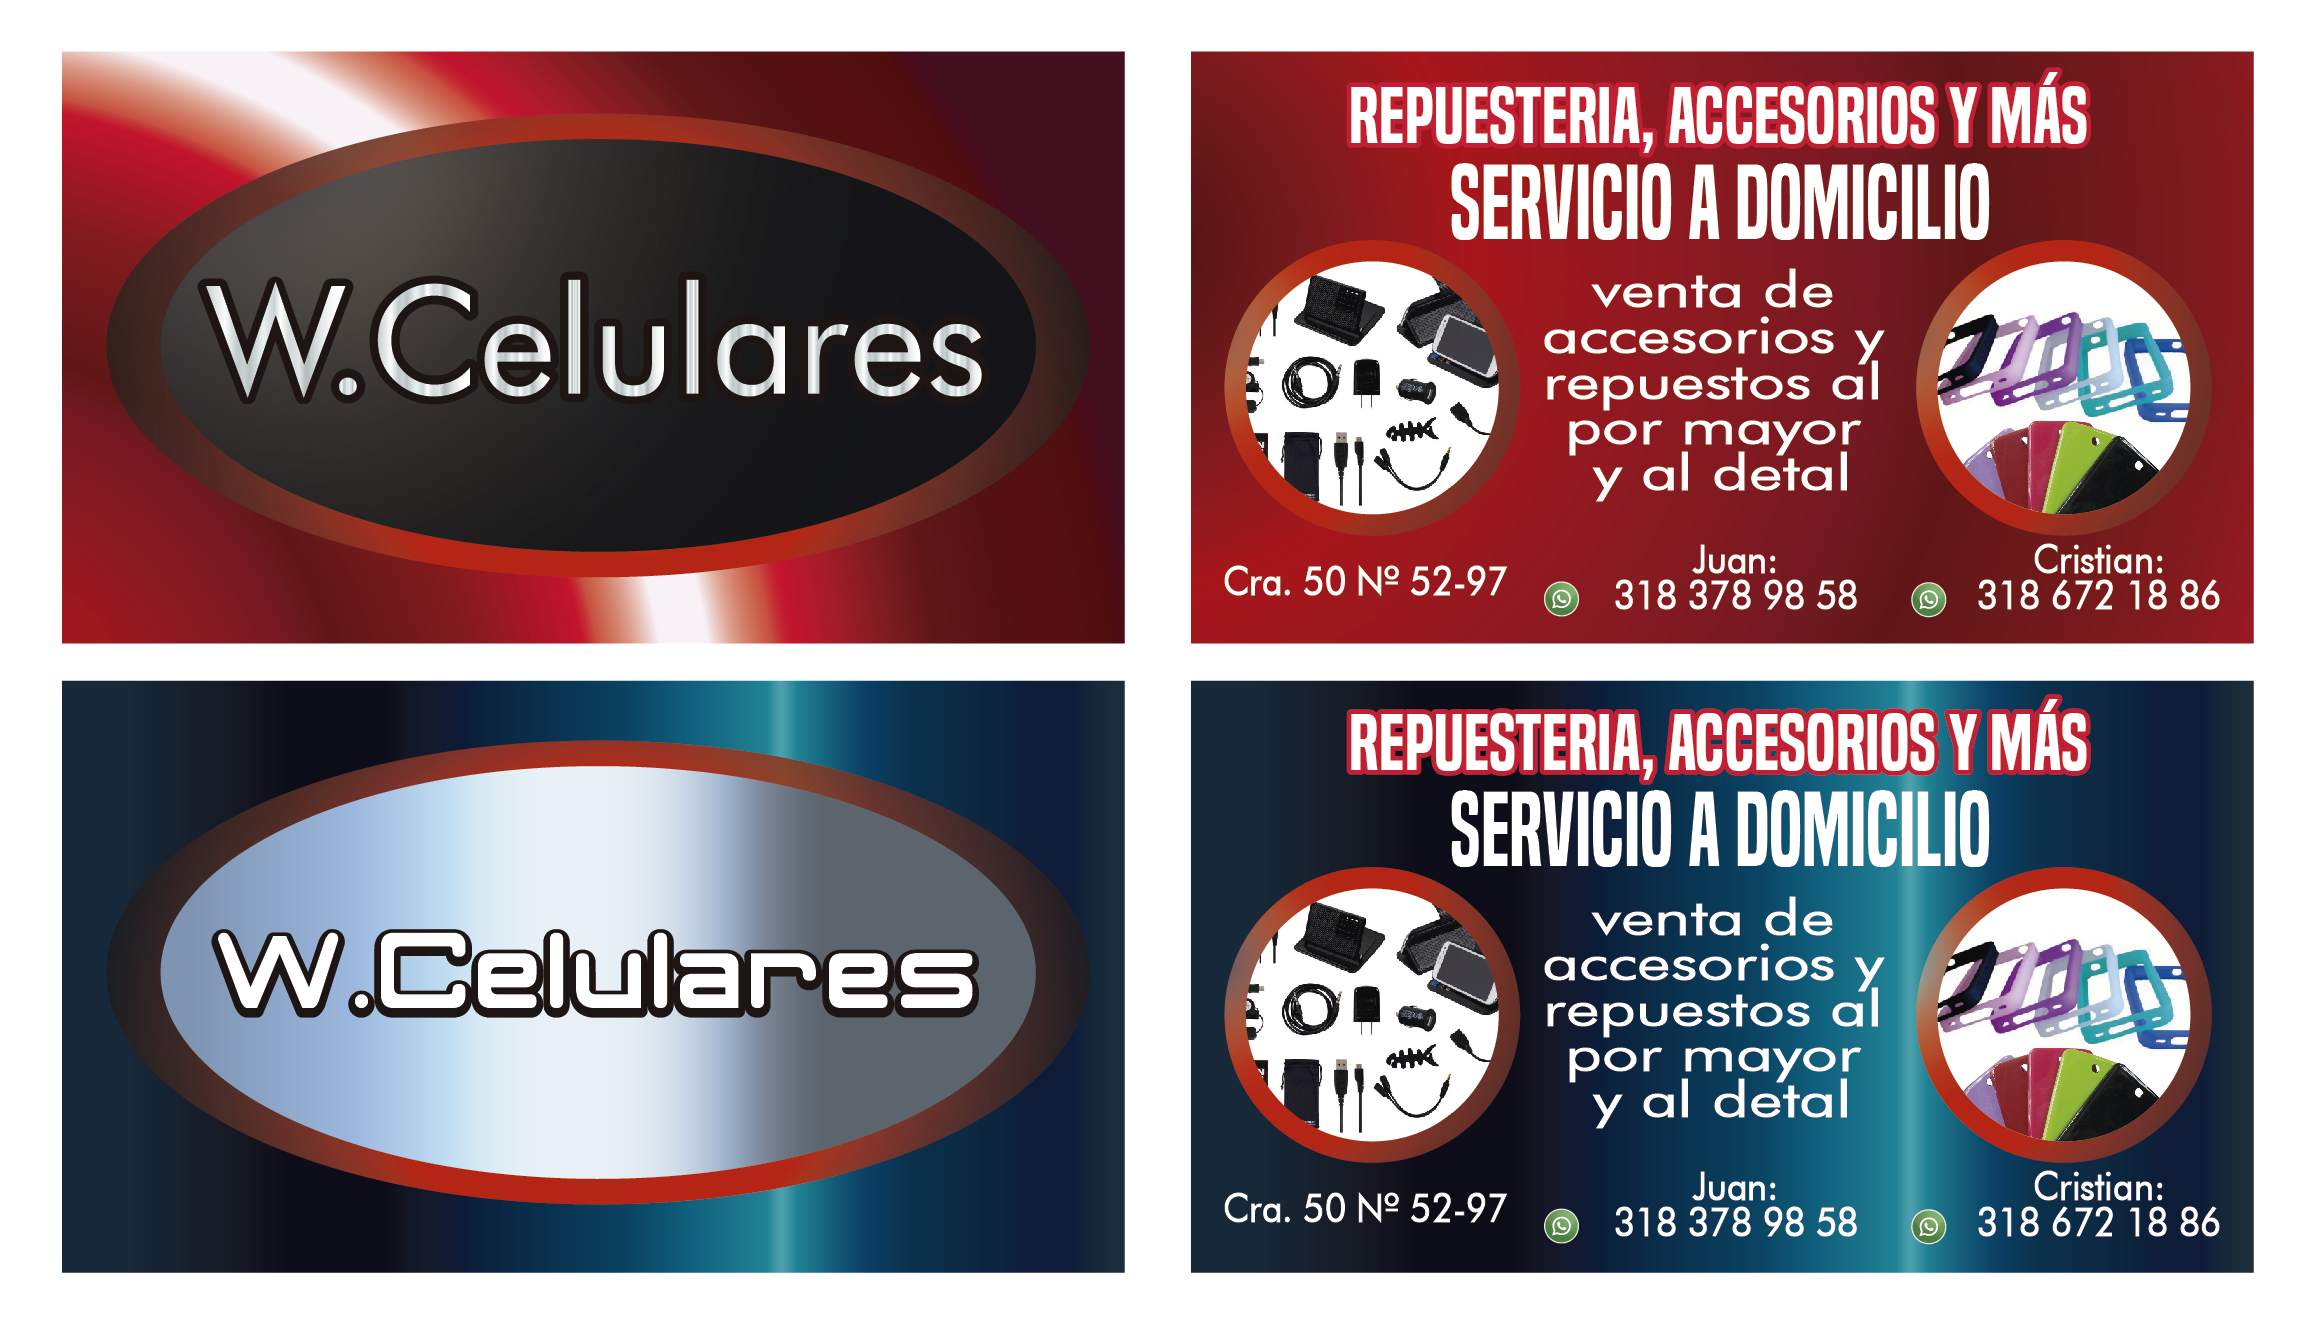 W.Celulares
REPUESTERIA, ACCESORIOS Y MÁS
SERVICIO A DOMICILIO
venta de
accesorios y
repuestos al
por mayor
y al detal
Cra. 50 Nº 52-97
Juan:
318 378 98 58
Cristian:
318 672 18 86
W.Celulares
REPUESTERIA, ACCESORIOS Y MÁS
SERVICIO A DOMICILIO
venta de
accesorios y
repuestos al
por mayor
y al detal
Cra. 50 Nº 52-97
Juan:
318 378 98 58
Cristian:
318 672 18 86